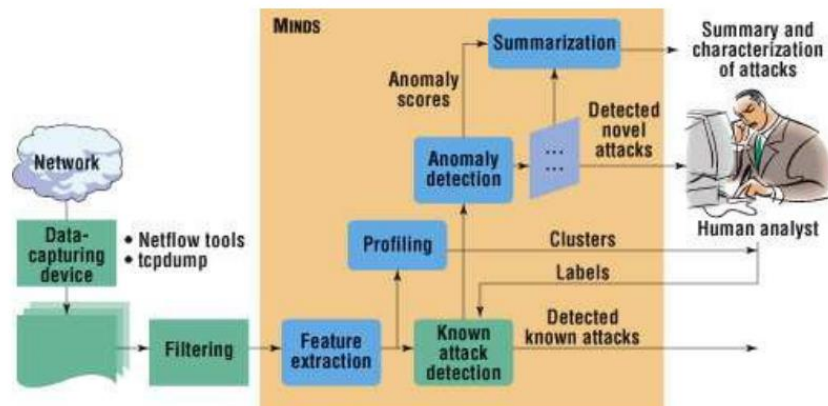 MINDS
Summarization
Summary and
characterization
of attacks
Anomaly
scores
Detected
novel
attacks
Network
Anomaly
detection
...
...
Data-
capturing
device
• Netflow tools
• tcpdump
Profiling
Clusters
Human analyst
Labels
Filtering
Feature
extraction
Known
attack
detection
Detected
known attacks